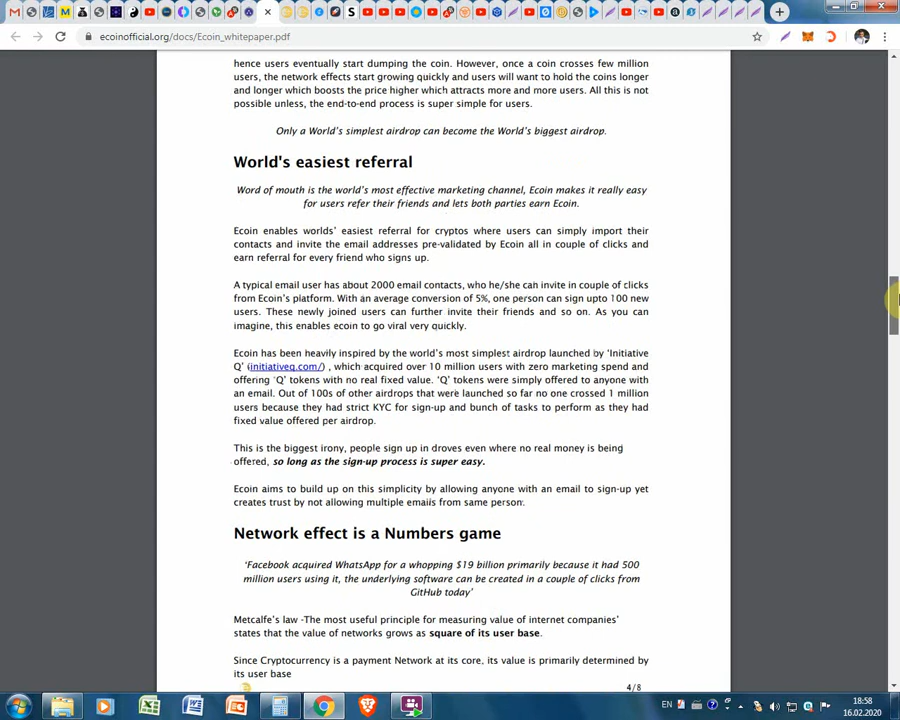 ecoinofficial.org/docs/Ecoin_whitepaper.pdf
hence users eventually start dumping the coin. However, once a coin crosses few million
users, the network effects start growing quickly and users will want to hold the coins longer
and longer which boosts the price higher which attracts more and more users. All this is not
possible unless, the end-to-end process is super simple for users.
Only a World's simplest airdrop can become the World's biggest airdrop.
World's easiest referral
Word of mouth is the world's most effective marketing channel, Ecoin makes it really easy
for users refer their friends and lets both parties earn Ecoin.
Ecoin enables worlds' easiest referral for cryptos where users can simply import their
contacts and invite the email addresses pre-validated by Ecoin all in couple of clicks and
earn referral for every friend who signs up.
A typical email user has about 2000 email contacts, who he/she can invite in couple of clicks
from Ecoin's platform. With an average conversion of 5%, one person can sign upto 100 new
users. These newly joined users can further invite their friends and so on. As you can
imagine, this enables ecoin to go viral very quickly.
Ecoin has been heavily inspired by the world's most simplest airdrop launched by 'Initiative
Q' (initiativeq.com/) , which acquired over 10 million users with zero marketing spend and
offering 'Q' tokens with no real fixed value. 'Q' tokens were simply offered to anyone with
an email. Out of 100s of other airdrops that were launched so far no one crossed 1 million
users because they had strict KYC for sign-up and bunch of tasks to perform as they had
fixed value offered per airdrop.
This is the biggest irony, people sign up in droves even where no real money is being
offered, so long as the sign-up process is super easy.
Ecoin aims to build up on this simplicity by allowing anyone with an email to sign-up yet
creates trust by not allowing multiple emails from same person.
Network effect is a Numbers game
'Facebook acquired WhatsApp for a whopping $19 billion primarily because it had 500
million users using it, the underlying software can be created in a couple of clicks from
GitHub today'
Metcalfe's law -The most useful principle for measuring value of internet companies'
states that the value of networks grows as square of its user base.
Since Cryptocurrency is a payment Network at its core, its value is primarily determined by
its user base
4/8
EN
18:58
16.02.2020